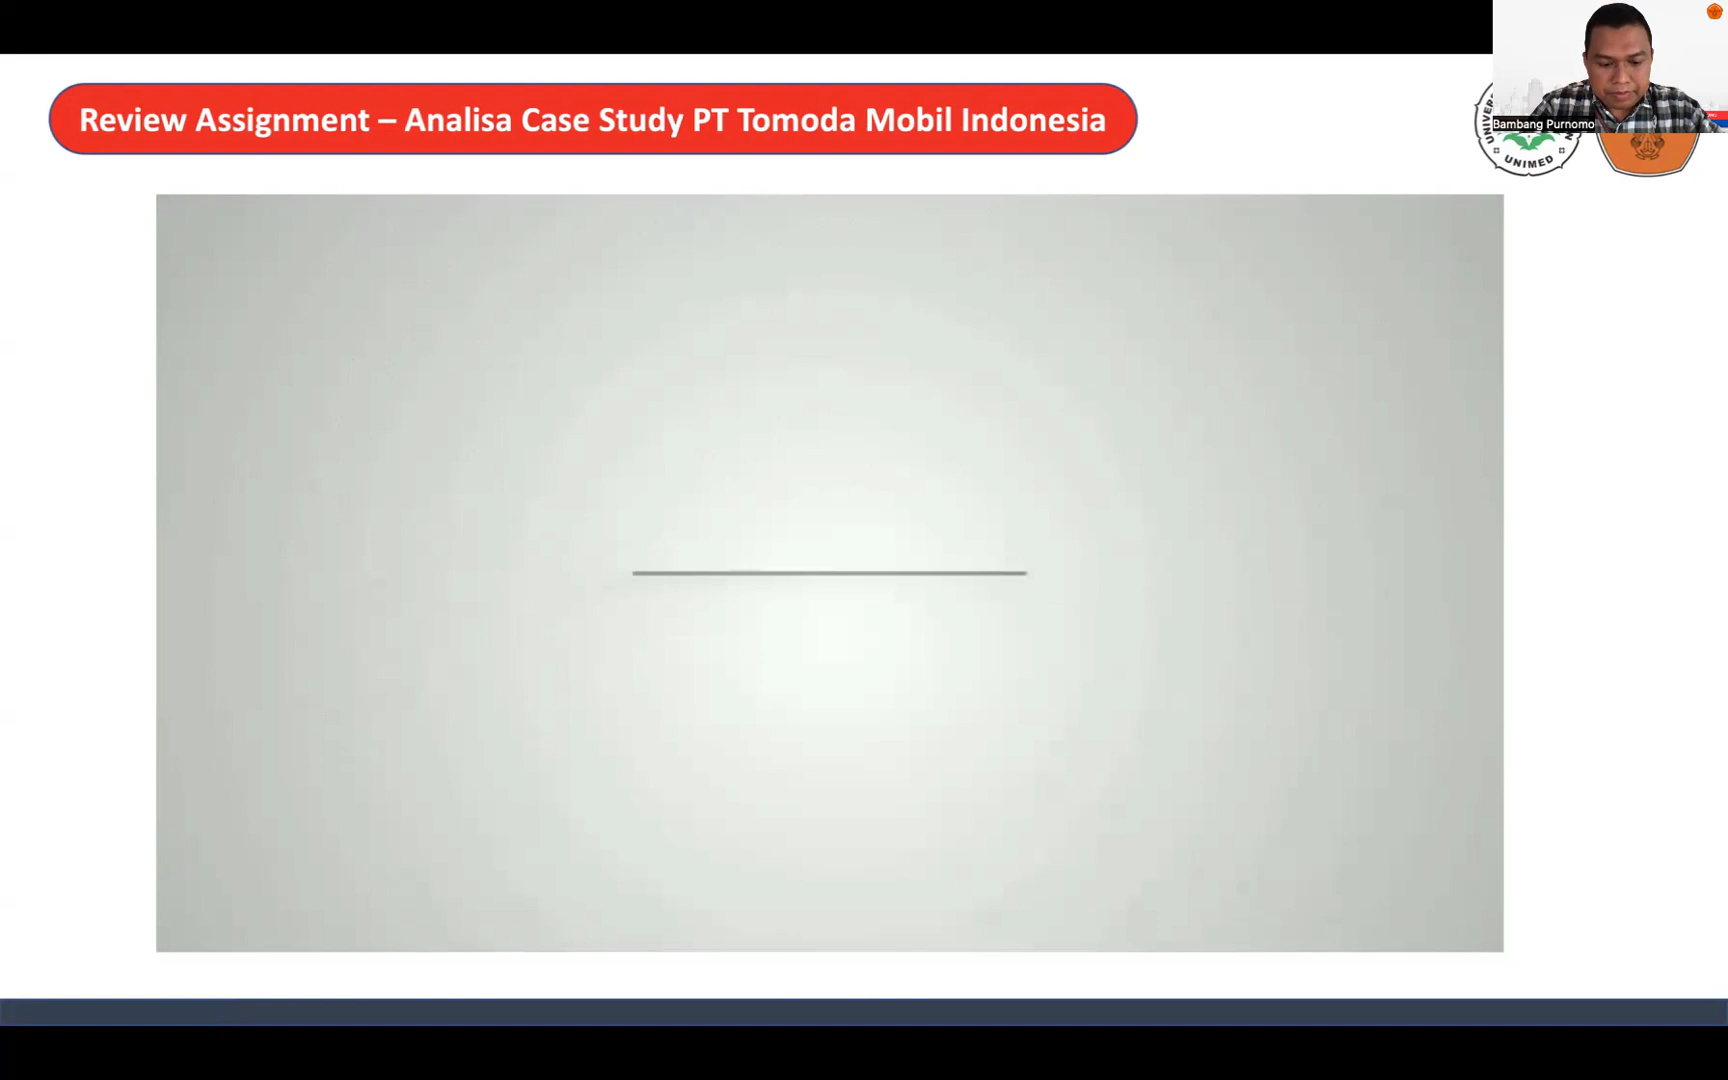 Review Assignment – Analisa Case Study PT Tomoda Mobil Indonesia
Bambang Purnomo
UNIMED